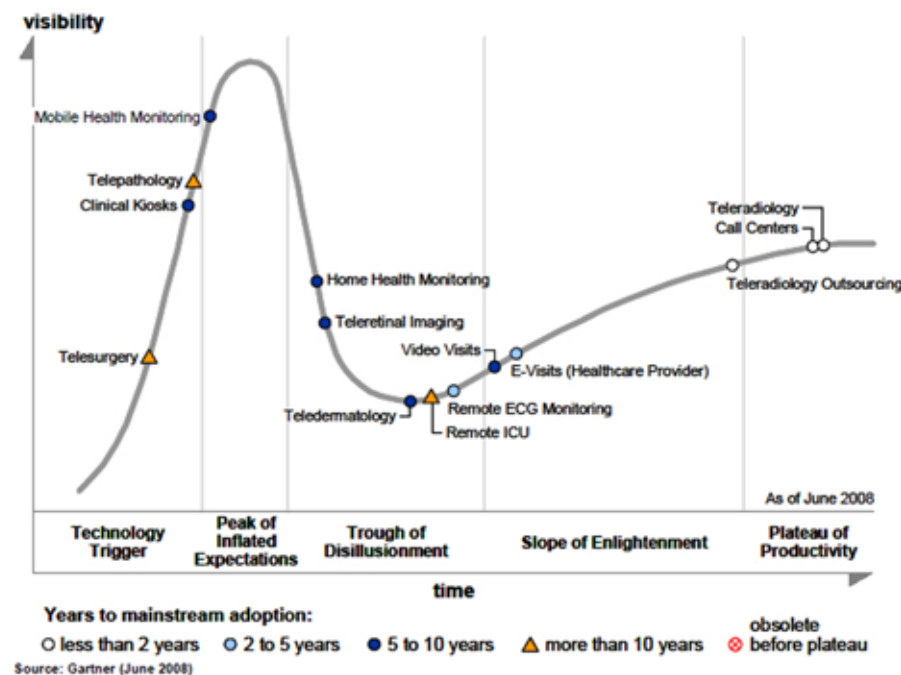 visibility
Mobile Health Monitoring
Telepathology
Clinical Kiosks
Telesurgery
Home Health Monitoring
Teleretinal Imaging
Video Visits
E-Visits (Healthcare Provider)
Teledermatology
Remote ECG Monitoring
Remote ICU
Teleradiology
Call Centers
Teleradiology Outsourcing
As of June 2008
Technology
Trigger
Peak of
Inflated
Expectations
Trough of
Disillusionment
Slope of Enlightenment
Plateau of
Productivity
time
Years to mainstream adoption:
less than 2 years
2 to 5 years
5 to 10 years
more than 10 years
obsolete
before plateau
Source: Gartner (June 2008)